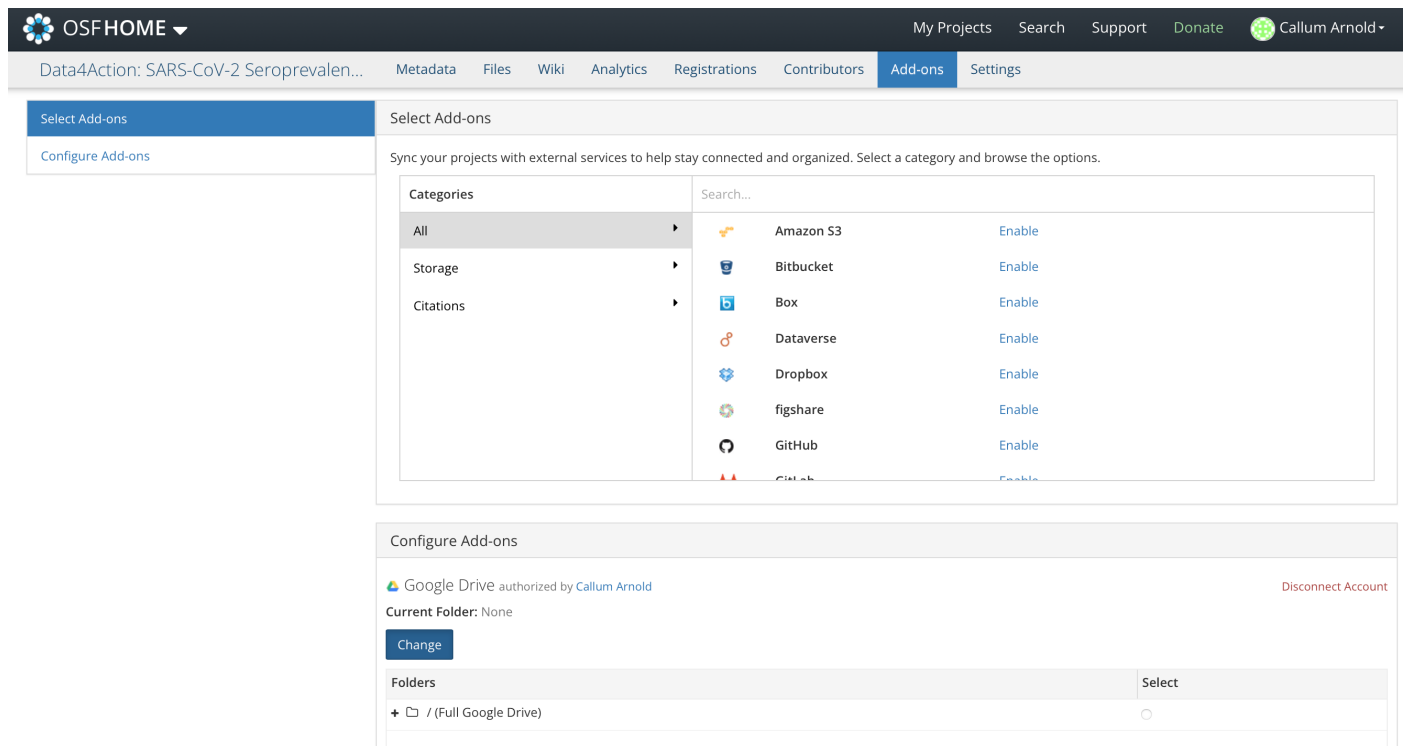 OSFHOME
My Projects Search Support Donate Callum Arnold
Data4Action: SARS-CoV-2 Seroprevalen... Metadata Files Wiki Analytics Registrations Contributors Add-ons Settings
Select Add-ons
Configure Add-ons
Select Add-ons
Sync your projects with external services to help stay connected and organized. Select a category and browse the options.
Categories
All
Storage
Citations
Search...
Amazon S3 Enable
Bitbucket Enable
Box Enable
Dataverse Enable
Dropbox Enable
figshare Enable
GitHub Enable
GitLab Enable
Configure Add-ons
Google Drive authorized by Callum Arnold Disconnect Account
Current Folder: None
Change
Folders Select
/ (Full Google Drive)